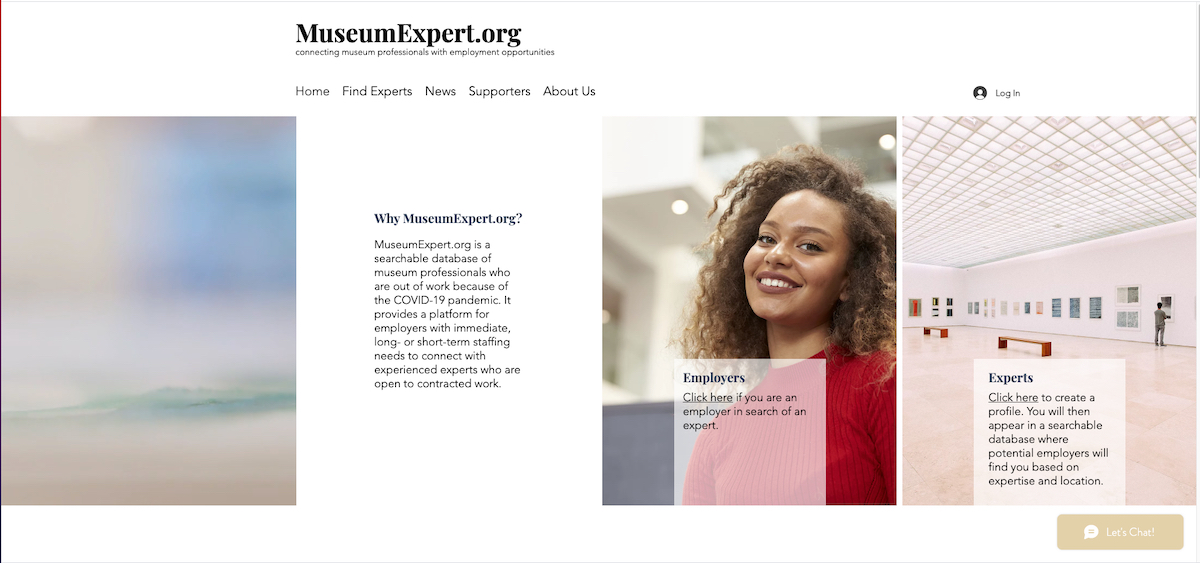 MuseumExpert.org
connecting museum professionals with employment opportunities
Home Find Experts News Supporters About Us
Log In
Why MuseumExpert.org?
MuseumExpert.org is a
searchable database of
museum professionals who
are out of work because of
the COVID-19 pandemic. It
provides a platform for
employers with immediate,
long- or short-term staffing
needs to connect with
experienced experts who are
open to contracted work.
Employers
Click here if you are an
employer in search of an
expert.
Experts
Click here to create a
profile. You will then
appear in a searchable
database where
potential employers will
find you based on
expertise and location.
Let's Chat!